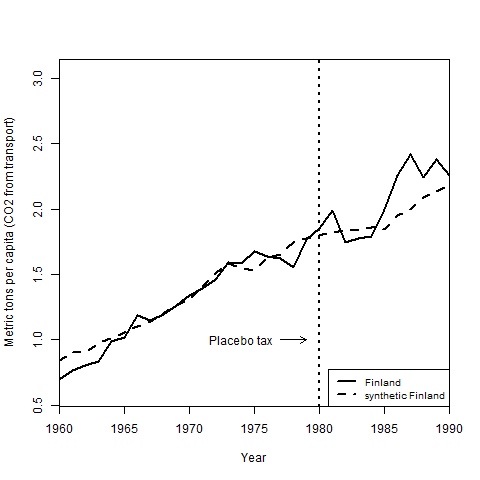 Metric tons per capita (CO2 from transport)
3.0
2.5
2.0
1.5
1.0
0.5
Placebo tax
Finland
synthetic Finland
1960 1965 1970 1975 1980 1985 1990
Year